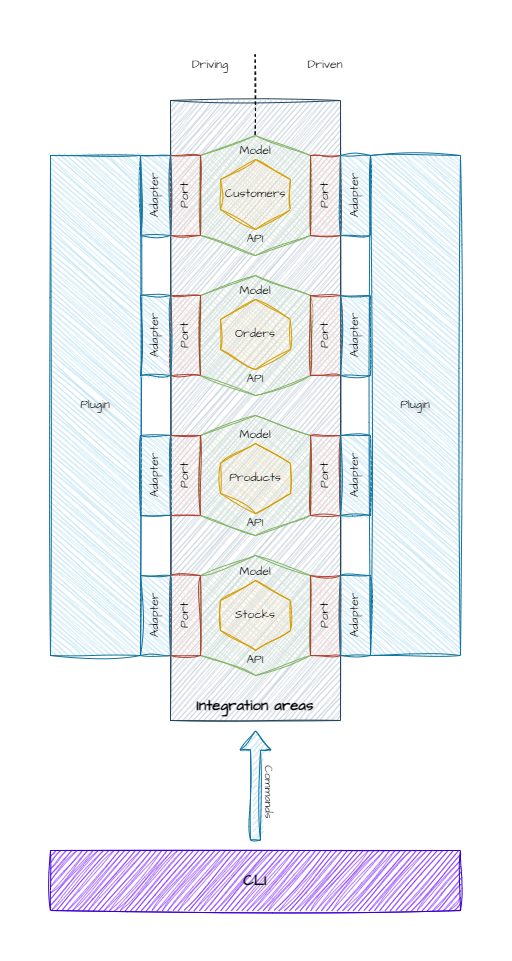 Driving
Driven
Model
Customers
API
Adapter
Port
Port
Adapter
Model
Orders
API
Adapter
Port
Port
Adapter
Plugin
Plugin
Model
Products
API
Adapter
Port
Port
Adapter
Model
Stocks
API
Adapter
Port
Port
Adapter
Integration areas
Commands
CLI